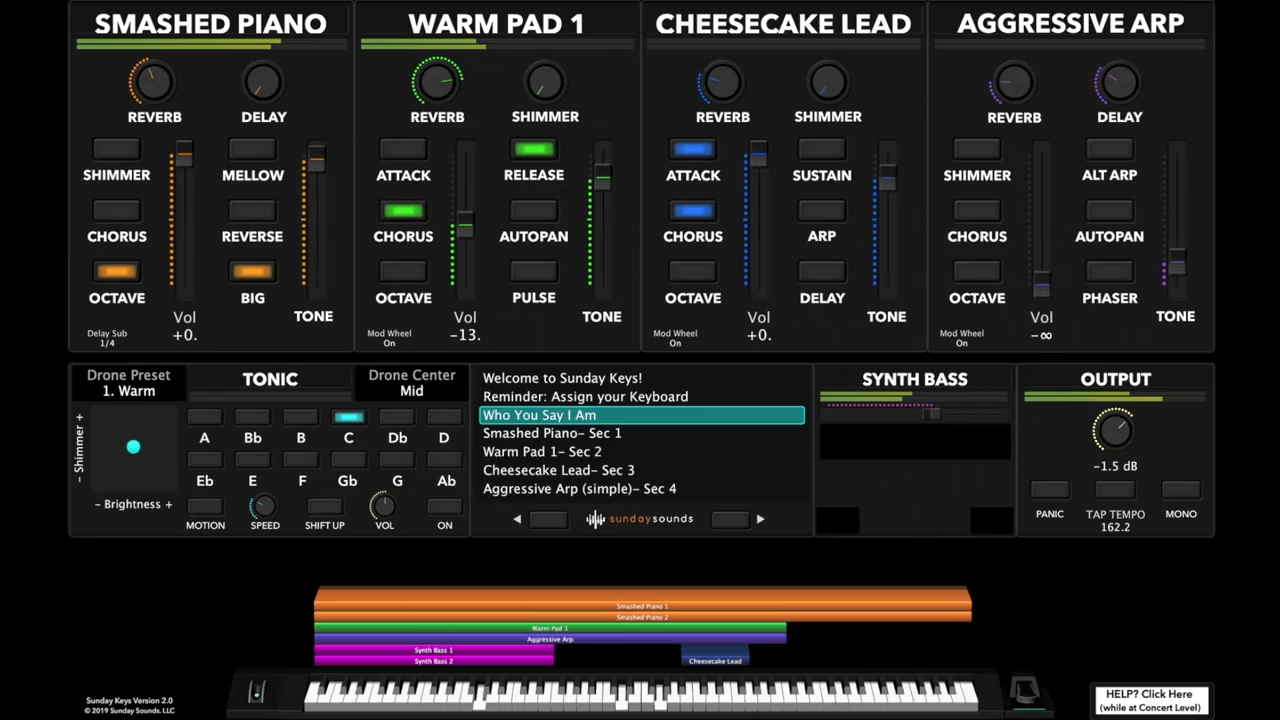 SMASHED PIANO
REVERB
DELAY
SHIMMER
MELLOW
CHORUS
REVERSE
OCTAVE
BIG
Delay Sub
1/4
Vol
+0.
TONE
WARM PAD 1
REVERB
SHIMMER
ATTACK
RELEASE
CHORUS
AUTOPAN
OCTAVE
PULSE
Mod Wheel
On
Vol
-13.
TONE
CHEESECAKE LEAD
REVERB
SHIMMER
ATTACK
SUSTAIN
CHORUS
ARP
OCTAVE
DELAY
Mod Wheel
On
Vol
+0.
TONE
AGGRESSIVE ARP
REVERB
DELAY
SHIMMER
ALT ARP
CHORUS
AUTOPAN
OCTAVE
PHASER
Mod Wheel
On
Vol
-∞
TONE
Drone Preset
1. Warm
TONIC
Drone Center
Mid
- Shimmer +
- Brightness +
A Bb B C Db D
Eb E F Gb G Ab
MOTION SPEED SHIFT UP VOL ON
Welcome to Sunday Keys!
Reminder: Assign your Keyboard
Who You Say I Am
Smashed Piano- Sec 1
Warm Pad 1- Sec 2
Cheesecake Lead- Sec 3
Aggressive Arp (simple)- Sec 4
sundaysounds
SYNTH BASS
OUTPUT
-1.5 dB
PANIC TAP TEMPO MONO
162.2
Smashed Piano 1
Smashed Piano 2
Warm Pad 1
Aggressive Arp
Synth Bass 1
Synth Bass 2
Cheesecake Lead
Sunday Keys Version 2.0
© 2019 Sunday Sounds. LLC
HELP? Click Here
(while at Concert Level)